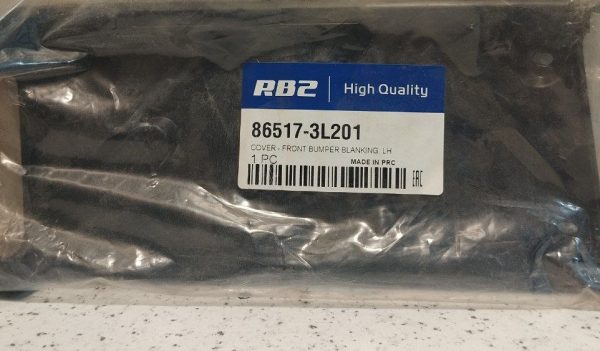 RB2 | High Quality
86517-3L201
COVER - FRONT BUMPER BLANKING, LH
1 PC MADE IN PRC
EAC